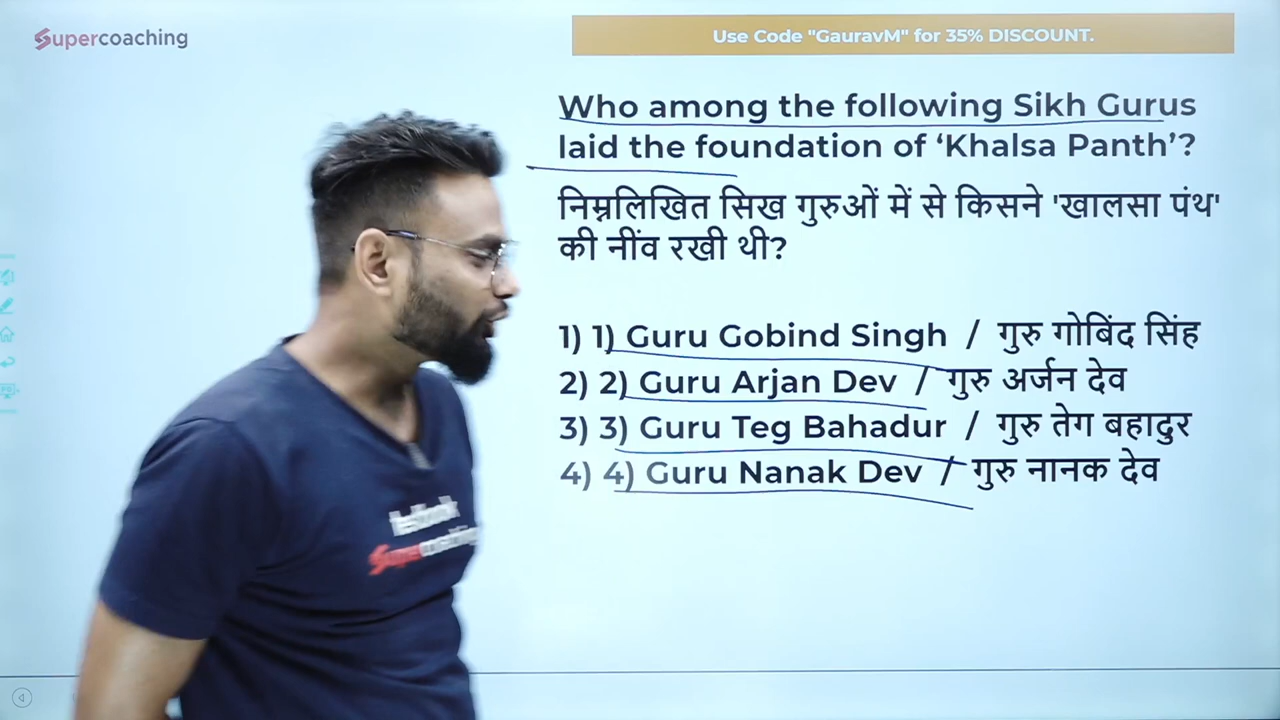 Supercoaching
Use Code "GauravM" for 35% DISCOUNT.
Who among the following Sikh Gurus
laid the foundation of ‘Khalsa Panth’?
निम्नलिखित सिख गुरुओं में से किसने 'खालसा पंथ'
की नींव रखी थी?
1) 1) Guru Gobind Singh / गुरु गोबिंद सिंह
2) 2) Guru Arjan Dev / गुरु अर्जन देव
3) 3) Guru Teg Bahadur / गुरु तेग बहादुर
4) 4) Guru Nanak Dev / गुरु नानक देव
testbook
Supercoaching